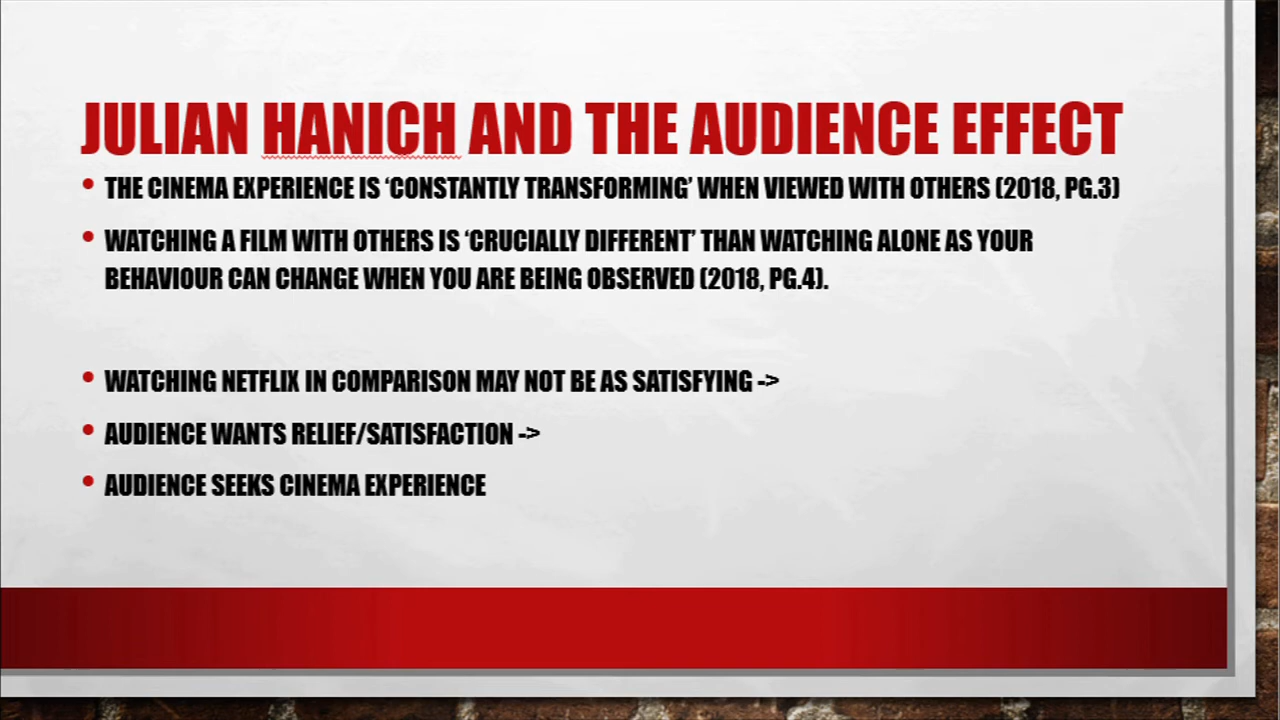 JULIAN HANICH AND THE AUDIENCE EFFECT
• THE CINEMA EXPERIENCE IS ‘CONSTANTLY TRANSFORMING’ WHEN VIEWED WITH OTHERS (2018, PG.3)
• WATCHING A FILM WITH OTHERS IS ‘CRUCIALLY DIFFERENT’ THAN WATCHING ALONE AS YOUR
BEHAVIOUR CAN CHANGE WHEN YOU ARE BEING OBSERVED (2018, PG.4).
• WATCHING NETFLIX IN COMPARISON MAY NOT BE AS SATISFYING ->
• AUDIENCE WANTS RELIEF/SATISFACTION ->
• AUDIENCE SEEKS CINEMA EXPERIENCE